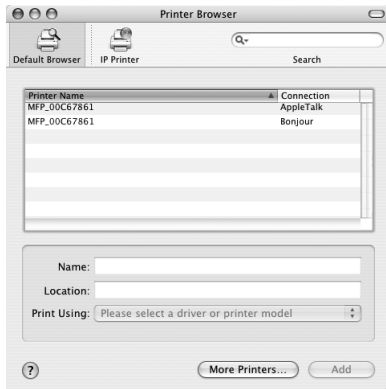 Printer Browser
Default Browser IP Printer Search
Printer Name Connection
MFP_00C67861 AppleTalk
MFP_00C67861 Bonjour
Name:
Location:
Print Using: Please select a driver or printer model
? More Printers... Add